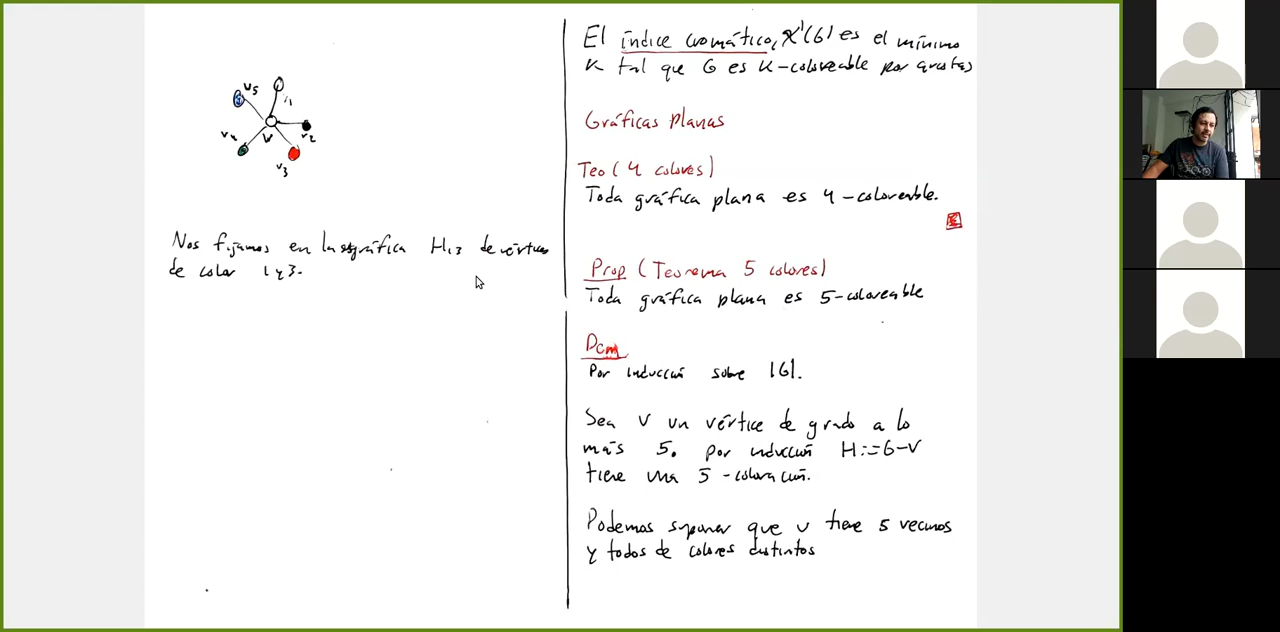 v5
v1
v4
v
v2
v3
Nos fijamos en la sgráfica H13 de vértices
de color 1 y 3.
El índice cromático, χ'(G) es el mínimo
K tal que G es K-coloreable por aristas
Gráficas planas
Teo (4 colores)
Toda gráfica plana es 4-coloreable.
Prop (Teorema 5 colores)
Toda gráfica plana es 5-coloreable
Dem
Por inducción sobre |G|.
Sea v un vértice de grado a lo
más 5. por inducción H:=G-v
tiene una 5-coloración.
Podemos suponer que v tiene 5 vecinos
y todos de colores distintos